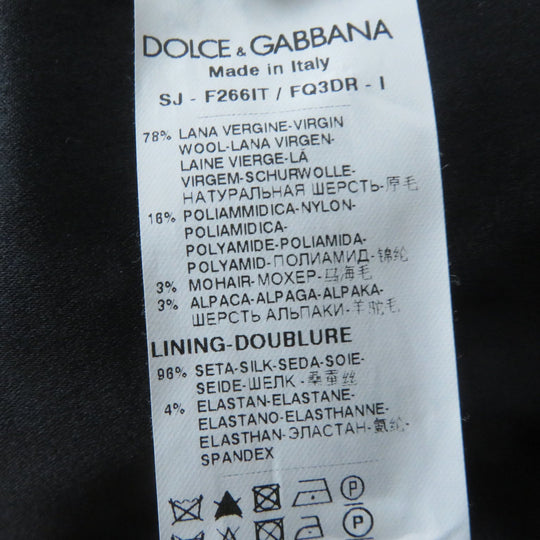 DOLCE & GABBANA
Made in Italy
SJ - F266IT / FQ3DR - I
78% LANA VERGINE-VIRGIN
WOOL-LANA VIRGEN-
LAINE VIERGE-LÃ
VIRGEM-SCHURWOLLE-
НАТУРАЛЬНАЯ ШЕРСТЬ-原毛
16% POLIAMMIDICA-NYLON-
POLIAMIDICA-
POLYAMIDE-POLIAMIDA-
POLYAMID-ПОЛИАМИД-锦纶
3% MOHAIR-МОХЕР-马海毛
3% ALPACA-ALPAGA-ALPAKA-
ШЕРСТЬ АЛЬПАКИ-羊驼毛
LINING-DOUBLURE
96% SETA-SILK-SEDA-SOIE-
SEIDE-ШЕЛК-桑蚕丝
4% ELASTAN-ELASTANE-
ELASTANO-ELASTHANNE-
ELASTHAN-ЭЛАСТАН-氨纶-
SPANDEX
P
P